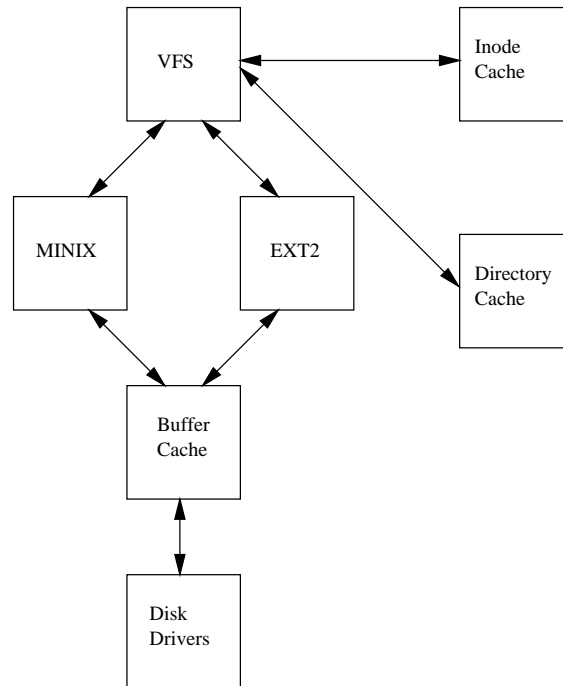 VFS
Inode
Cache
MINIX
EXT2
Directory
Cache
Buffer
Cache
Disk
Drivers